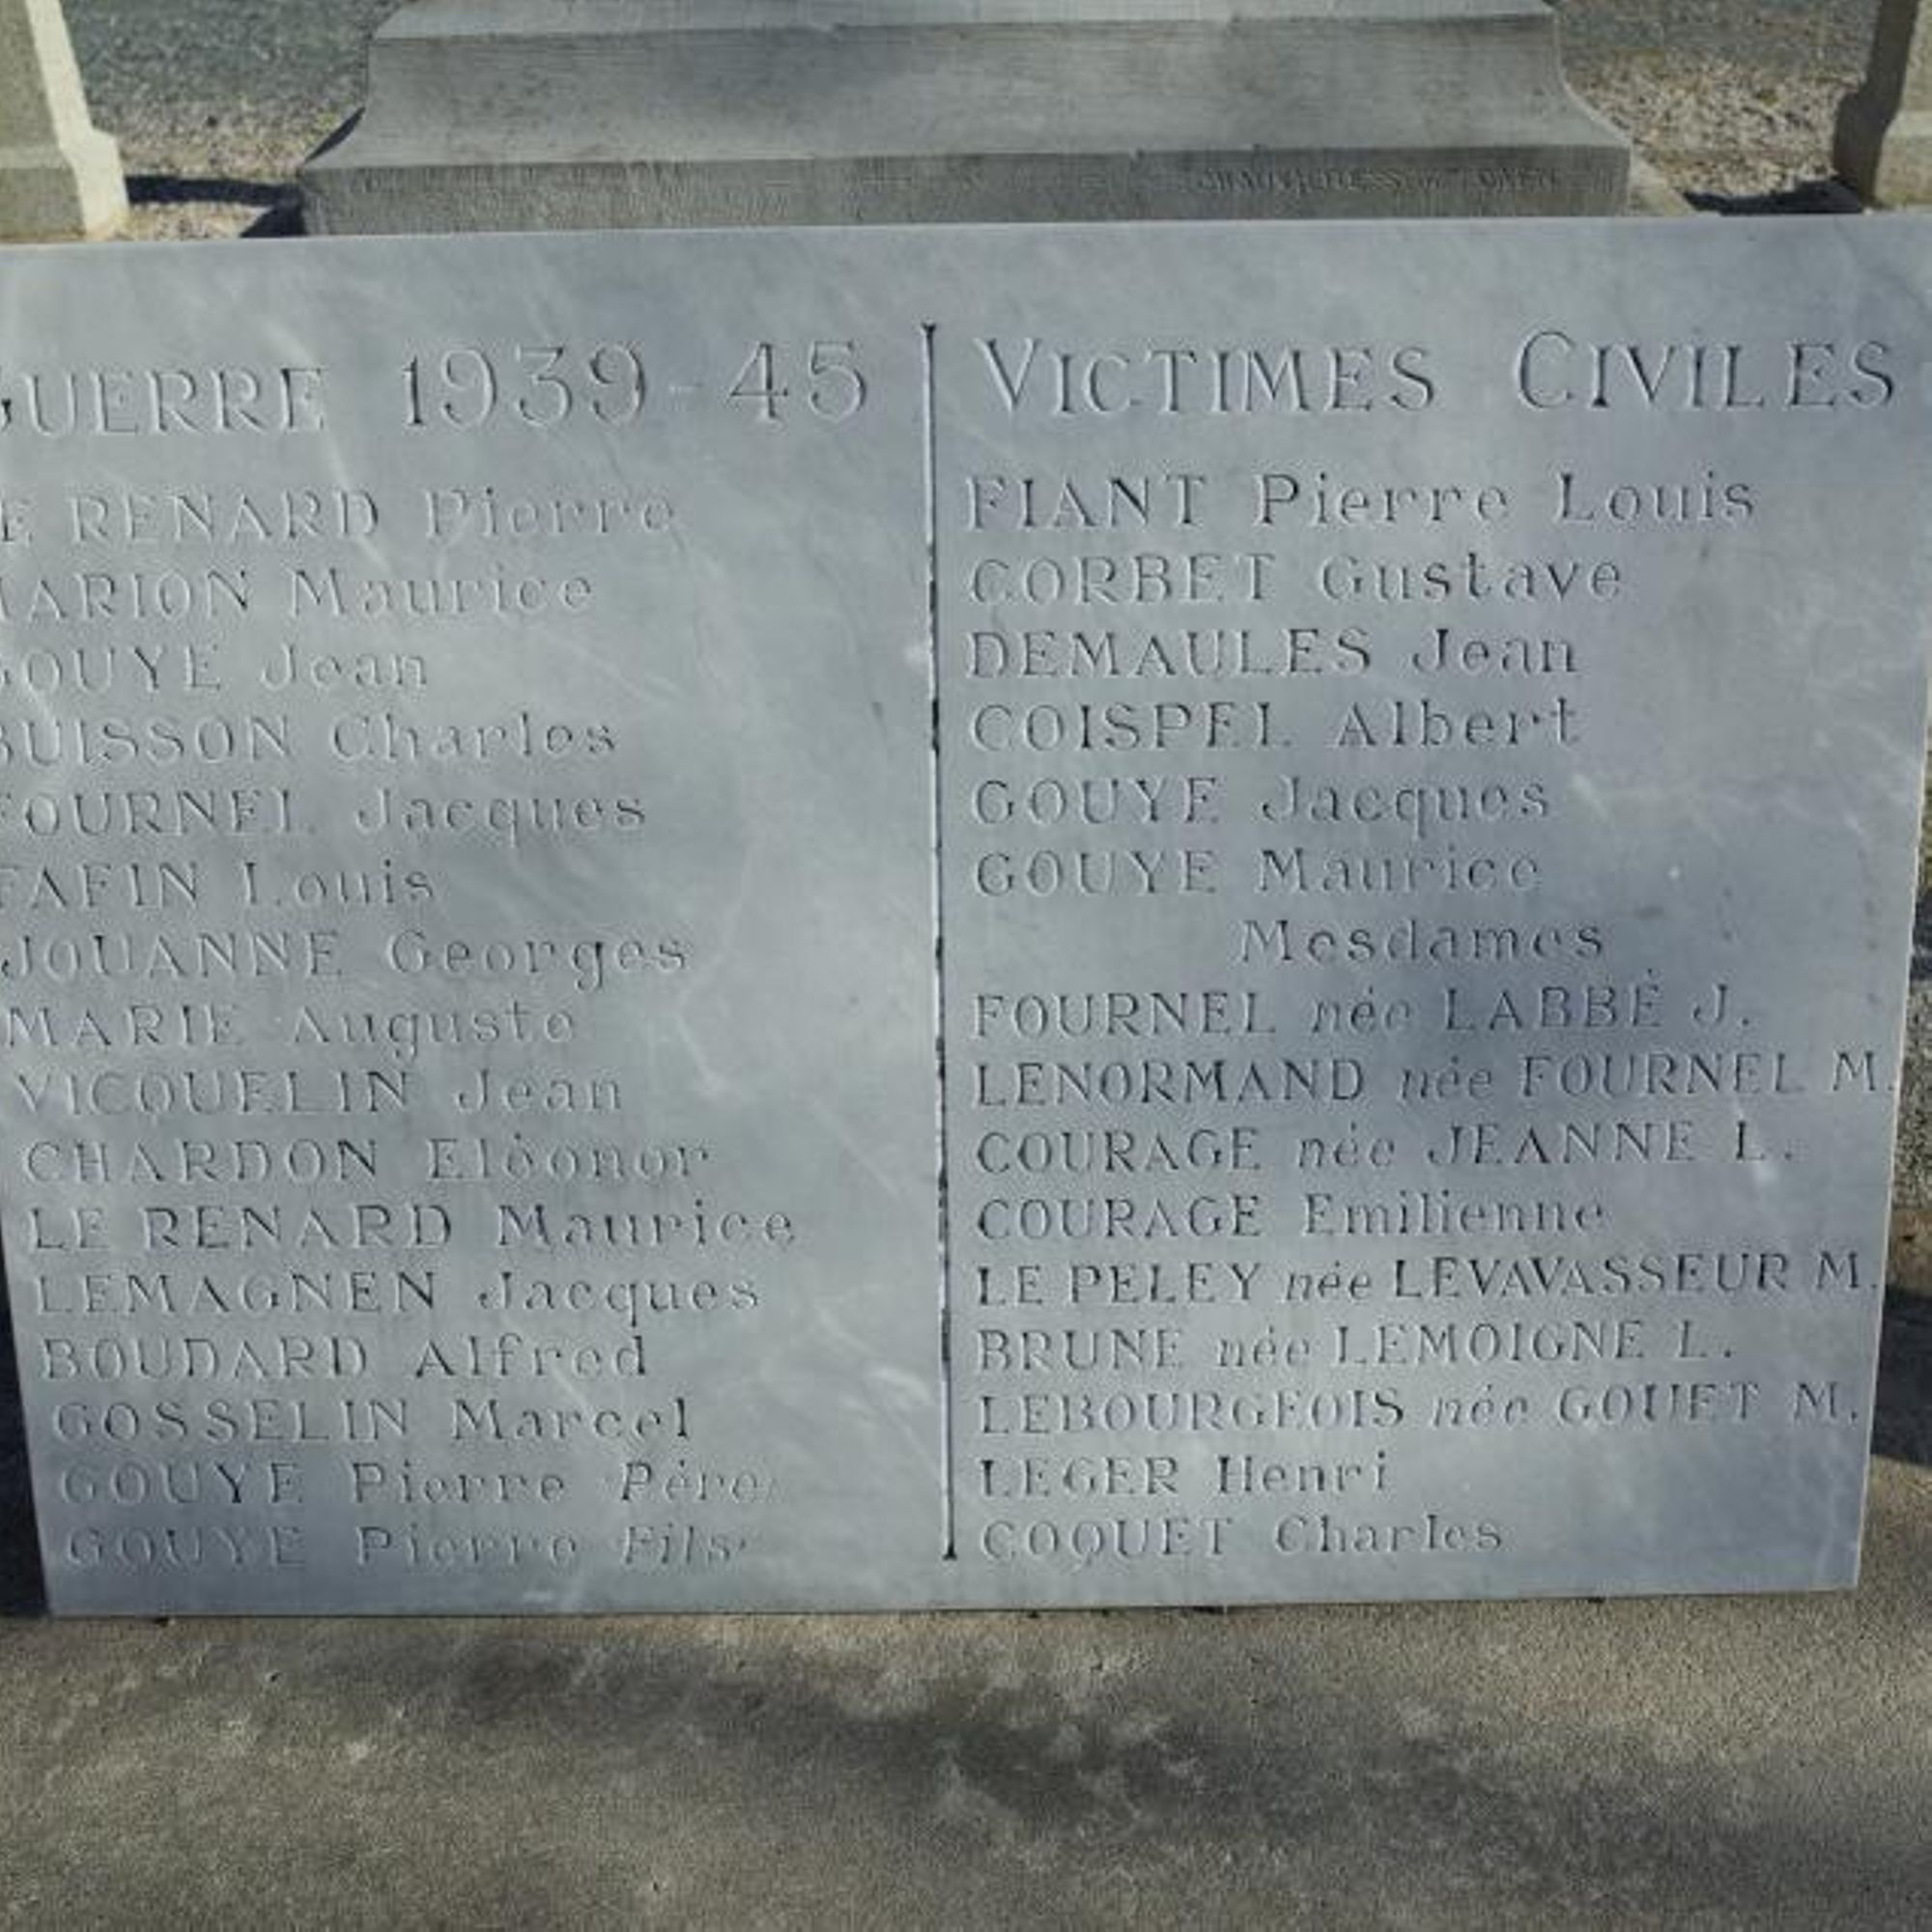 GUERRE 1939-45
LE RENARD Pierre
MARION Maurice
GOUYE Jean
BUISSON Charles
FOURNEL Jacques
FAFIN Louis
JOUANNE Georges
MARIE Auguste
VICQUELIN Jean
CHARDON Eléonor
LE RENARD Maurice
LEMAGNEN Jacques
BOUDARD Alfred
GOSSELIN Marcel
GOUYE Pierre Père
GOUYE Pierre Fils
VICTIMES CIVILES
FIANT Pierre Louis
CORBET Gustave
DEMAULES Jean
COISPEL Albert
GOUYE Jacques
GOUYE Maurice
Mesdames
FOURNEL née LABBÉ J.
LENORMAND née FOURNEL M.
COURAGE née JEANNE L.
COURAGE Emilienne
LE PELEY née LEVAVASSEUR M.
BRUNE née LEMOIGNE L.
LEBOURGEOIS née GOUET M.
LEGER Henri
COQUET Charles